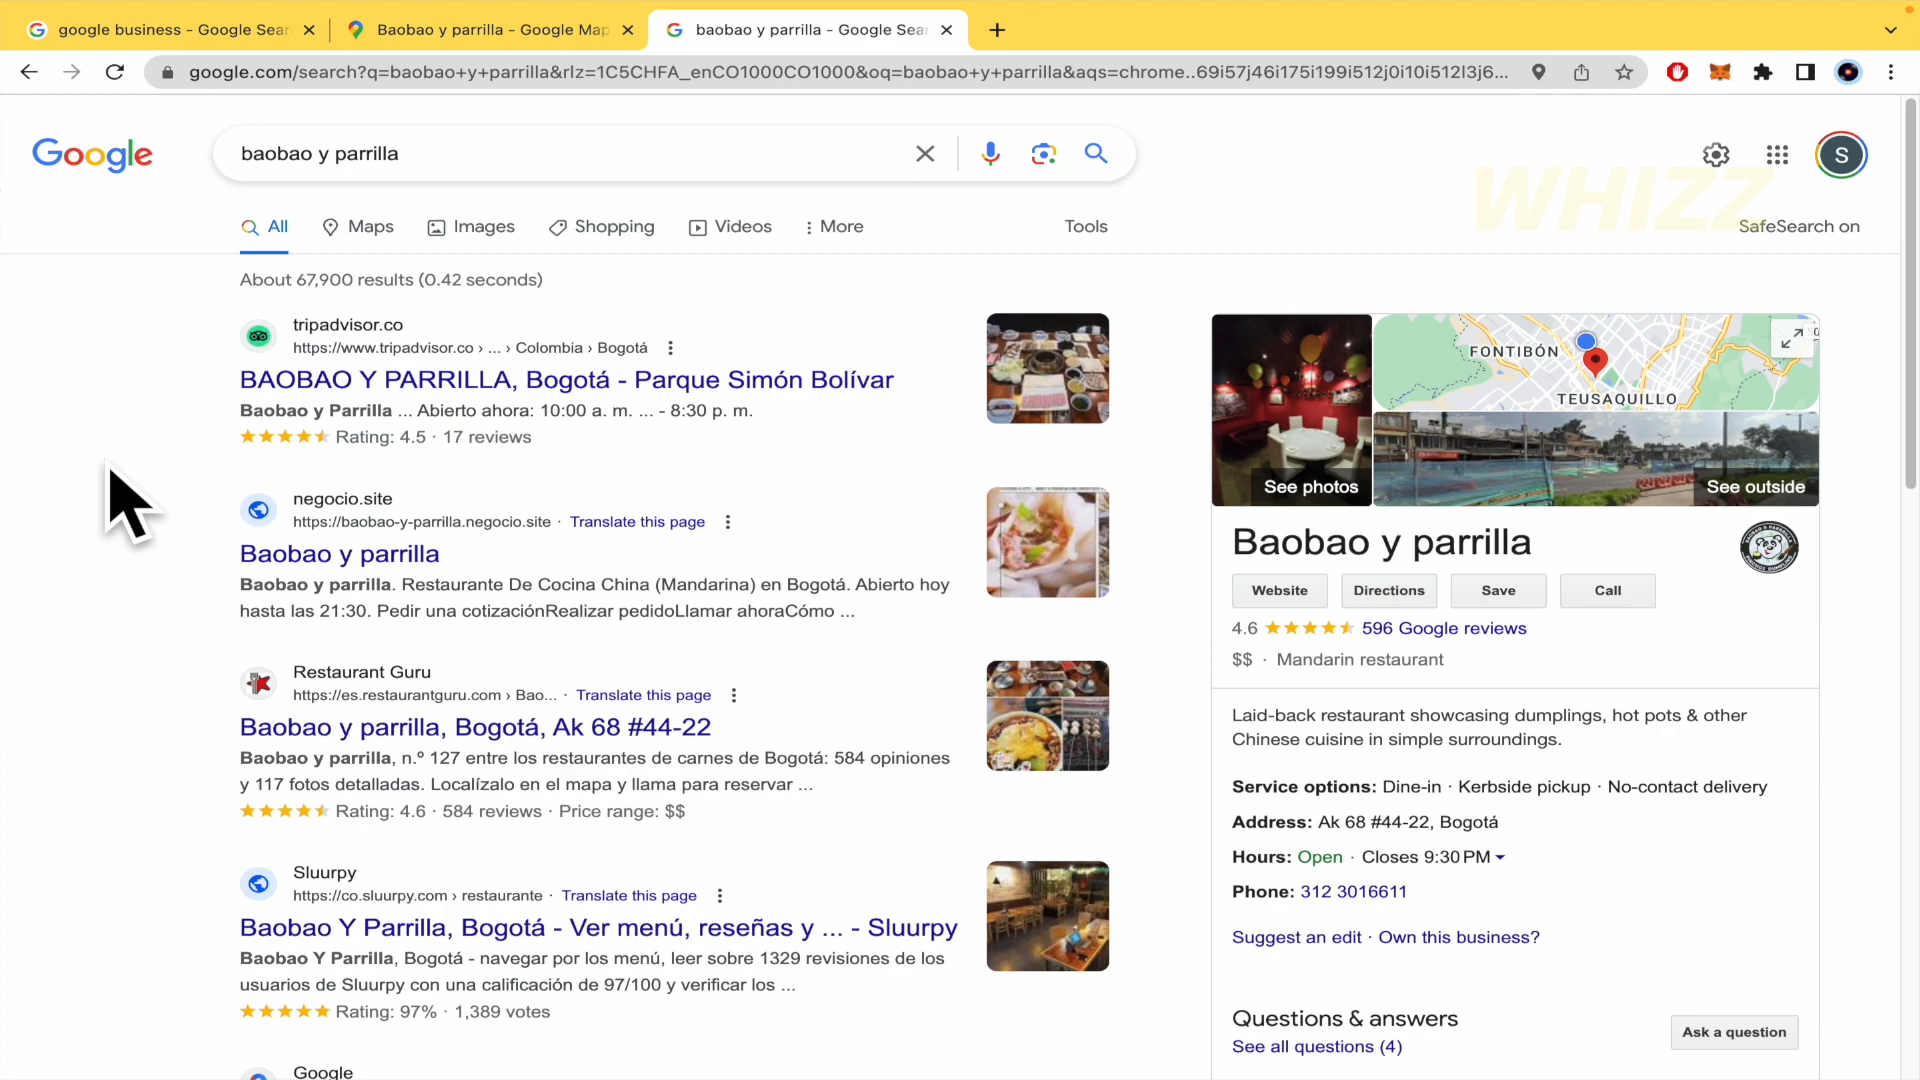 google business - Google Sear
Baobao y parrilla - Google Map
baobao y parrilla - Google Sear
google.com/search?q=baobao+y+parrilla&rlz=1C5CHFA_enCO1000CO1000&oq=baobao+y+parrilla&aqs=chrome..69i57j46i175i199i512j0i10i512l3j6...
Google
baobao y parrilla
S
WHIZZ
All
Maps
Images
Shopping
Videos
More
Tools
SafeSearch on
About 67,900 results (0.42 seconds)
tripadvisor.co
https://www.tripadvisor.co › ... › Colombia › Bogotá
BAOBAO Y PARRILLA, Bogotá - Parque Simón Bolívar
Baobao y Parrilla ... Abierto ahora: 10:00 a. m. ... - 8:30 p. m.
Rating: 4.5 · 17 reviews
negocio.site
https://baobao-y-parrilla.negocio.site · Translate this page
Baobao y parrilla
Baobao y parrilla. Restaurante De Cocina China (Mandarina) en Bogotá. Abierto hoy
hasta las 21:30. Pedir una cotizaciónRealizar pedidoLlamar ahoraCómo ...
Restaurant Guru
https://es.restaurantguru.com › Bao... · Translate this page
Baobao y parrilla, Bogotá, Ak 68 #44-22
Baobao y parrilla, n.º 127 entre los restaurantes de carnes de Bogotá: 584 opiniones
y 117 fotos detalladas. Localízalo en el mapa y llama para reservar ...
Rating: 4.6 · 584 reviews · Price range: $$
Sluurpy
https://co.sluurpy.com › restaurante · Translate this page
Baobao Y Parrilla, Bogotá - Ver menú, reseñas y ... - Sluurpy
Baobao Y Parrilla, Bogotá - navegar por los menú, leer sobre 1329 revisiones de los
usuarios de Sluurpy con una calificación de 97/100 y verificar los ...
Rating: 97% · 1,389 votes
Google
FONTIBÓN
TEUSAQUILLO
See photos
See outside
Baobao y parrilla
Website
Directions
Save
Call
4.6 596 Google reviews
$$ · Mandarin restaurant
Laid-back restaurant showcasing dumplings, hot pots & other
Chinese cuisine in simple surroundings.
Service options: Dine-in · Kerbside pickup · No-contact delivery
Address: Ak 68 #44-22, Bogotá
Hours: Open · Closes 9:30 PM
Phone: 312 3016611
Suggest an edit · Own this business?
Questions & answers
See all questions (4)
Ask a question